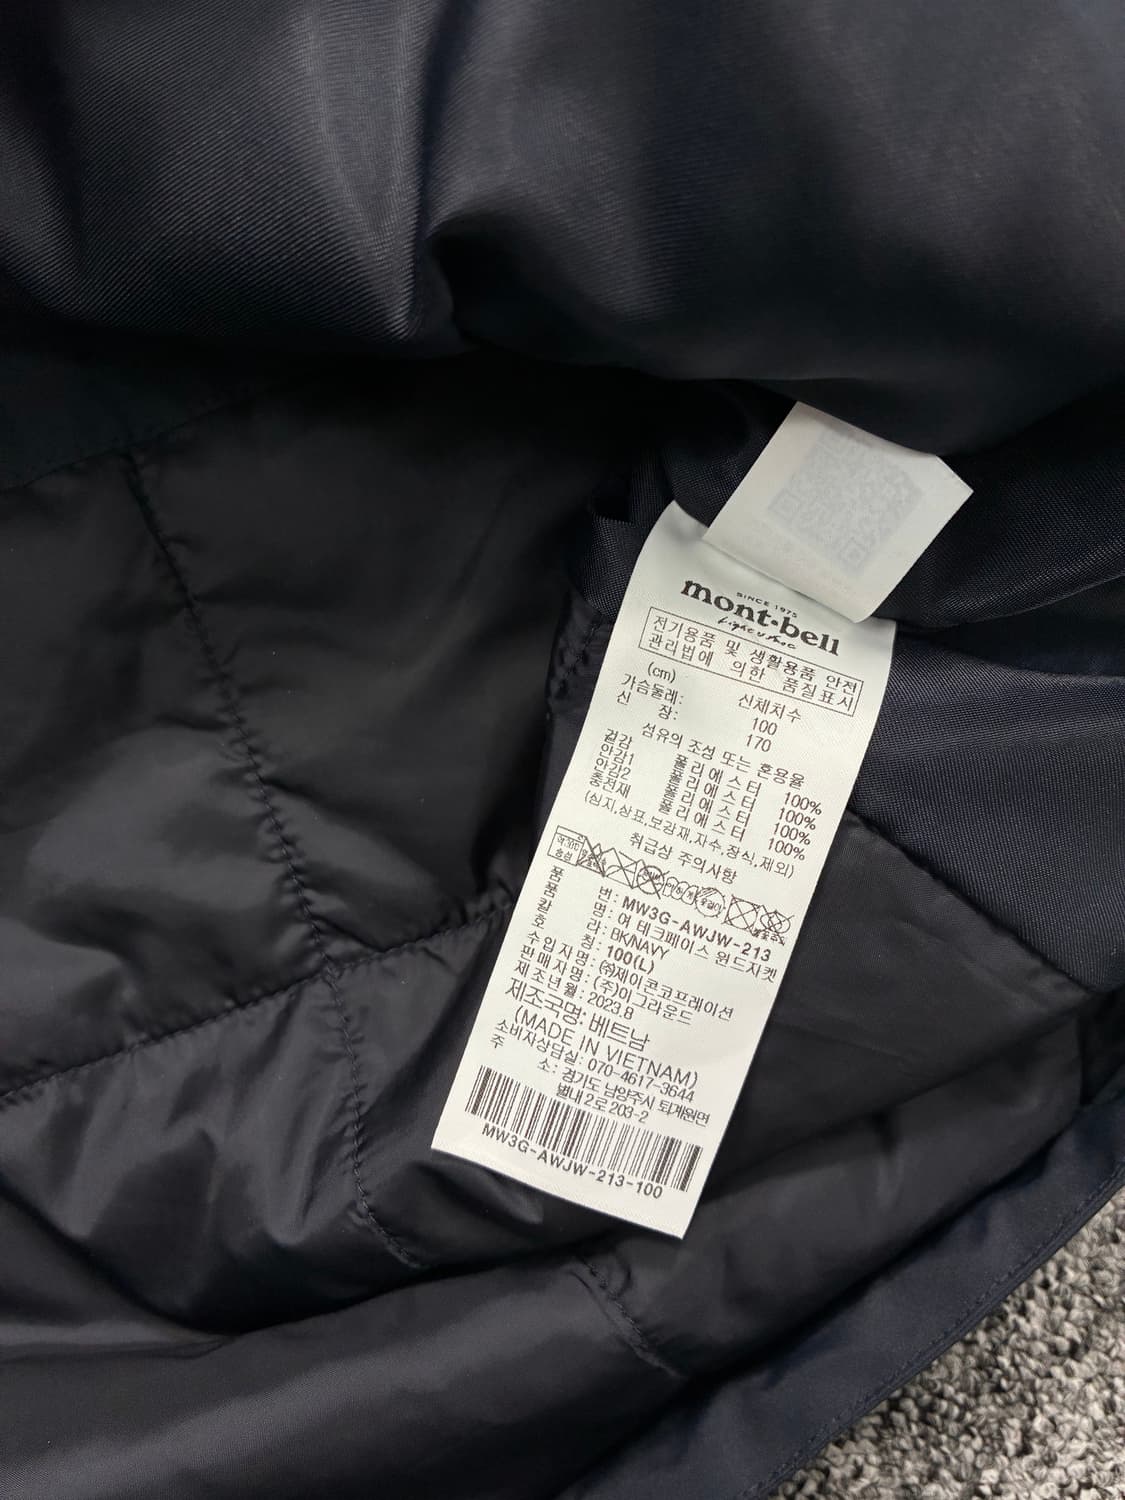 SINCE 1975
mont·bell
전기용품 및 생활용품 안전
관리법에 의한 품질표시
(cm) 신체치수
가슴둘레: 100
신 장: 170
섬유의 조성 또는 혼용율
겉감 폴리에스터 100%
안감1 폴리에스터 100%
안감2 폴리에스터 100%
충전재 폴리에스터 100%
(심지,상표,보강재,자수,장식,제외)
취급상 주의사항
품 번: MW3G-AWJW-213
품 명: 여 테크페이스 윈드자켓
칼 라: BK/NAVY
호 칭: 100(L)
수입자명: ㈜제이콘코프레이션
판매자명: (주)이그라운드
제조년월: 2023.8
제조국명: 베트남
(MADE IN VIETNAM)
소비자상담실: 070-4617-3644
주 소: 경기도 남양주시 퇴계원면
별내2로 203-2
MW3G-AWJW-213-100